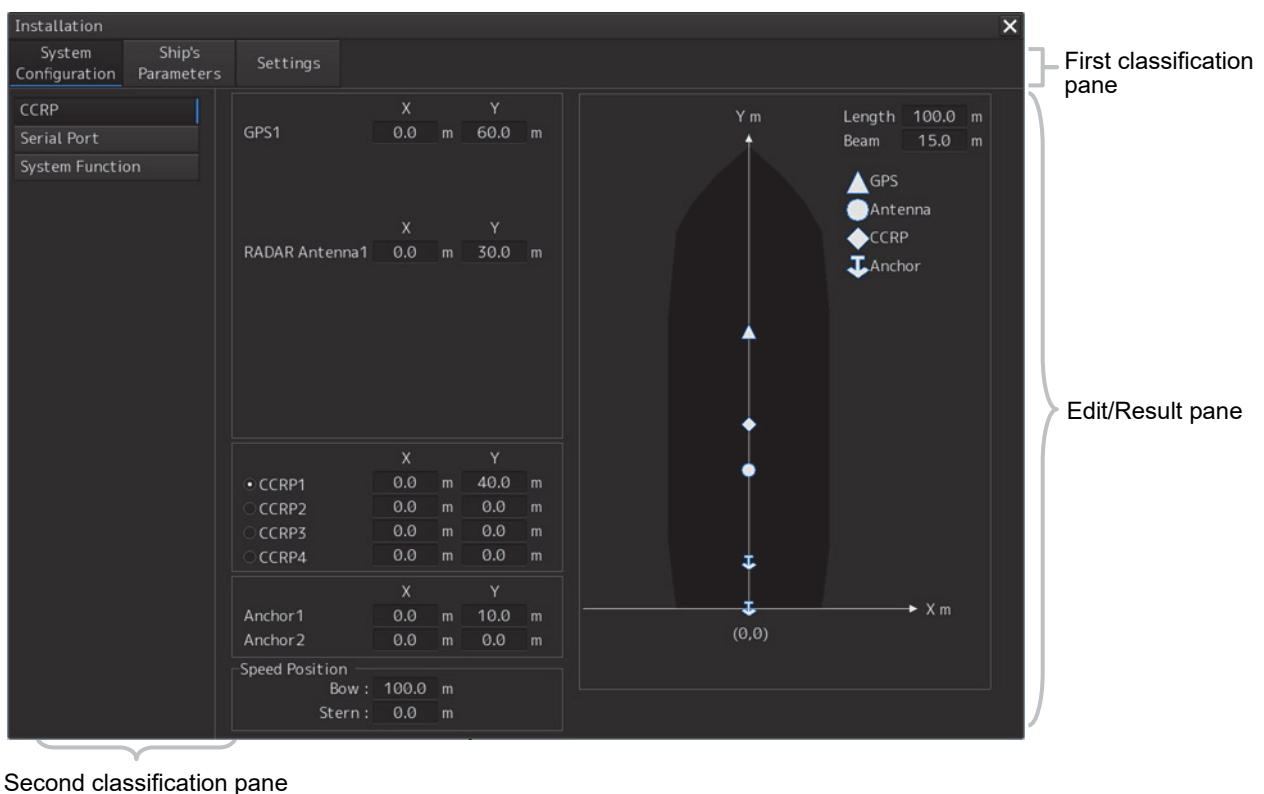 Installation
System Configuration
Ship's Parameters
Settings
First classification pane
CCRP
Serial Port
System Function
X Y
GPS1 0.0 m 60.0 m
X Y
RADAR Antenna1 0.0 m 30.0 m
X Y
CCRP1 0.0 m 40.0 m
CCRP2 0.0 m 0.0 m
CCRP3 0.0 m 0.0 m
CCRP4 0.0 m 0.0 m
X Y
Anchor1 0.0 m 10.0 m
Anchor2 0.0 m 0.0 m
Speed Position
Bow : 100.0 m
Stern : 0.0 m
Y m
Length 100.0 m
Beam 15.0 m
GPS
Antenna
CCRP
Anchor
X m
(0,0)
Edit/Result pane
Second classification pane